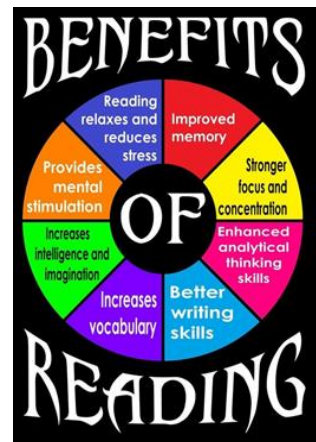 BENEFITS
OF
READING
Reading
relaxes and
reduces
stress
Improved
memory
Stronger
focus and
concentration
Enhanced
analytical
thinking
skills
Better
writing
skills
Increases
vocabulary
Increases
intelligence and
imagination
Provides
mental
stimulation